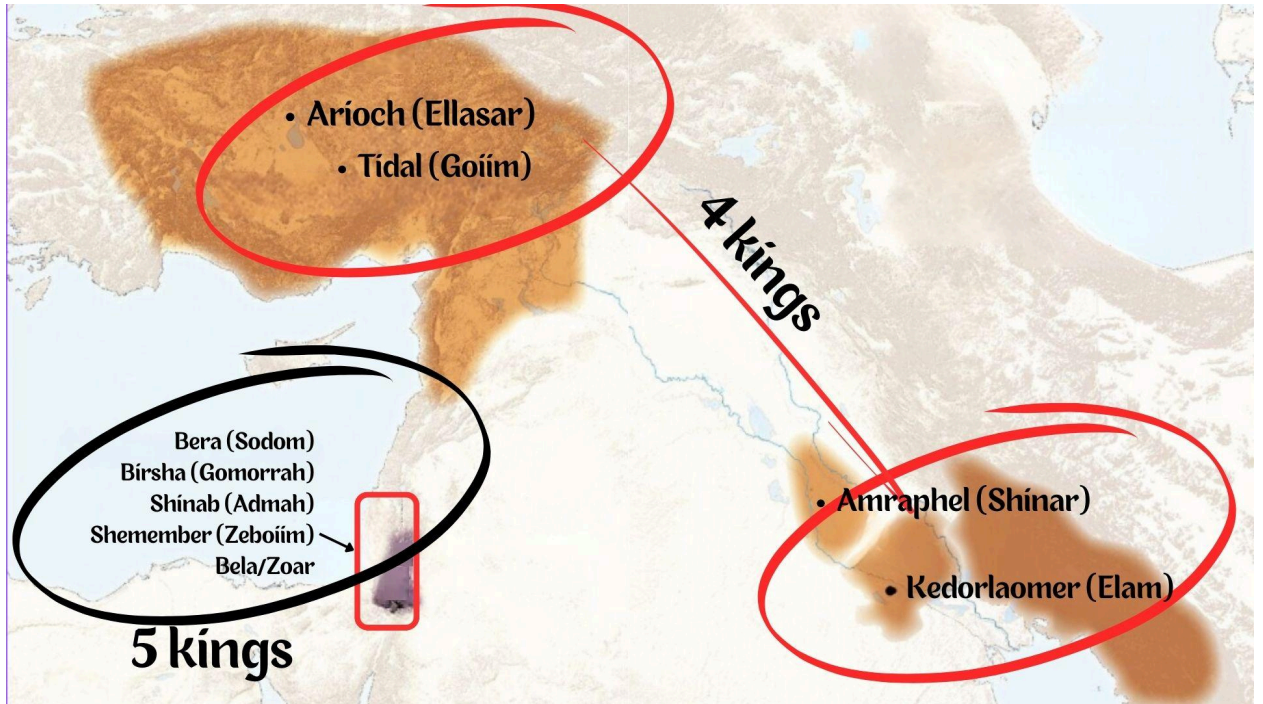 Arioch (Ellasar)
Tidal (Goiim)
4 kings
Bera (Sodom)
Birsha (Gomorrah)
Shinab (Admah)
Shemember (Zeboiim)
Bela/Zoar
5 kings
Amraphel (Shinar)
Kedorlaomer (Elam)